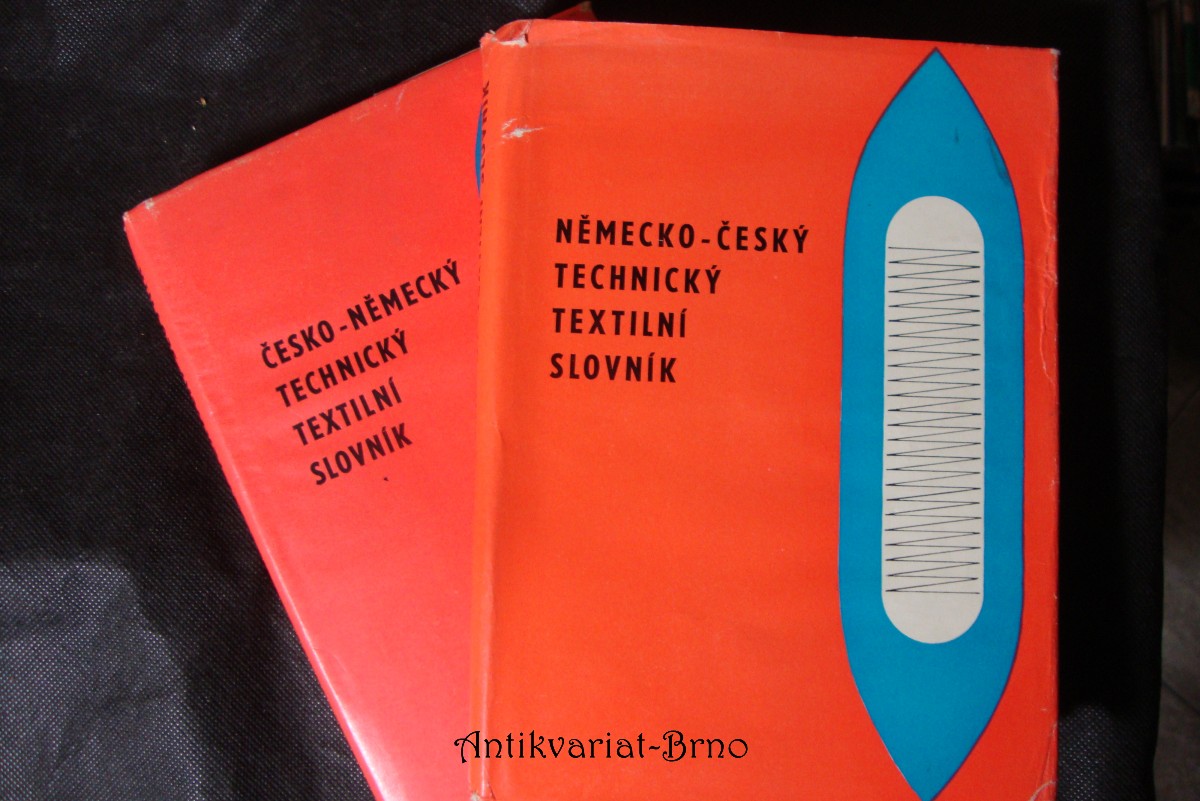 ČESKO-NĚMECKÝ
TECHNICKÝ
TEXTILNÍ
SLOVNÍK
NĚMECKO-ČESKÝ
TECHNICKÝ
TEXTILNÍ
SLOVNÍK
Antikvariat-Brno